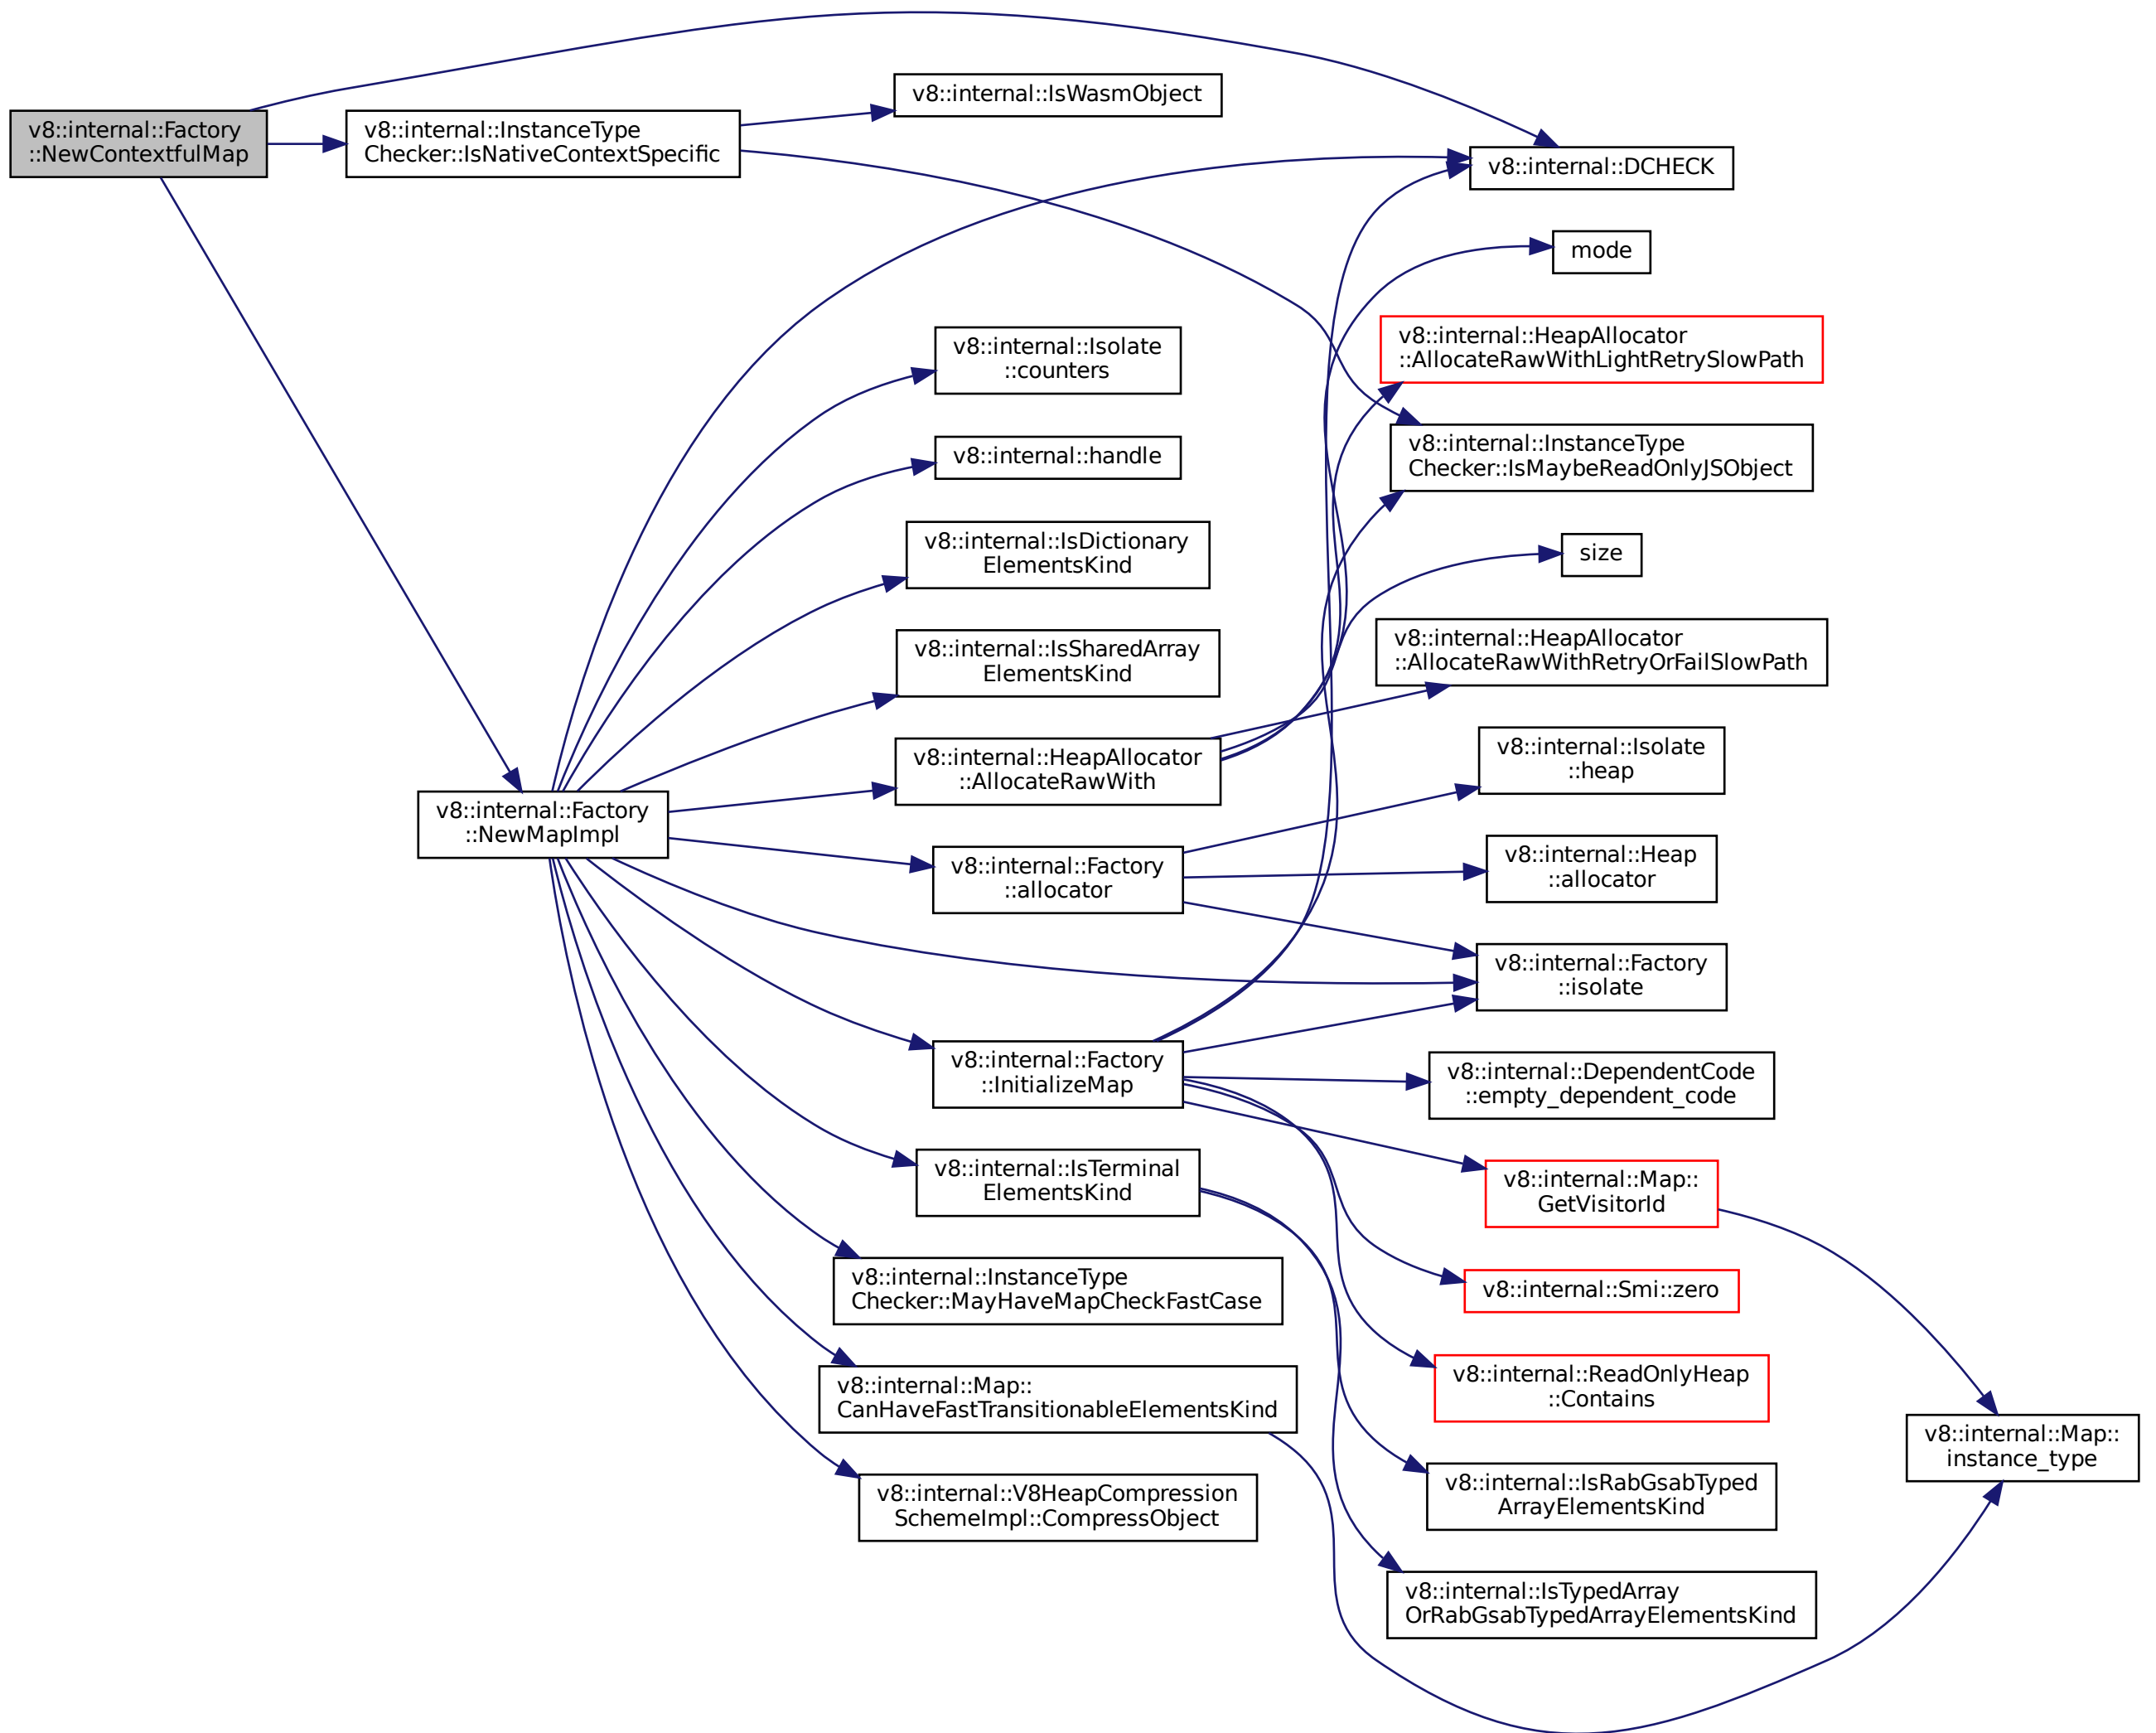 v8::internal::Factory
::NewContextfulMap
v8::internal::InstanceType
Checker::IsNativeContextSpecific
v8::internal::IsWasmObject
v8::internal::DCHECK
mode
v8::internal::HeapAllocator
::AllocateRawWithLightRetrySlowPath
v8::internal::Isolate
::counters
v8::internal::InstanceType
Checker::IsMaybeReadOnlyJSObject
v8::internal::handle
v8::internal::IsDictionary
ElementsKind
size
v8::internal::IsSharedArray
ElementsKind
v8::internal::HeapAllocator
::AllocateRawWithRetryOrFailSlowPath
v8::internal::HeapAllocator
::AllocateRawWith
v8::internal::Isolate
::heap
v8::internal::Factory
::NewMapImpl
v8::internal::Factory
::allocator
v8::internal::Heap
::allocator
v8::internal::Factory
::isolate
v8::internal::Factory
::InitializeMap
v8::internal::DependentCode
::empty_dependent_code
v8::internal::IsTerminal
ElementsKind
v8::internal::Map::
GetVisitorId
v8::internal::InstanceType
Checker::MayHaveMapCheckFastCase
v8::internal::Smi::zero
v8::internal::Map::
CanHaveFastTransitionableElementsKind
v8::internal::ReadOnlyHeap
::Contains
v8::internal::Map::
instance_type
v8::internal::V8HeapCompression
SchemeImpl::CompressObject
v8::internal::IsRabGsabTyped
ArrayElementsKind
v8::internal::IsTypedArray
OrRabGsabTypedArrayElementsKind